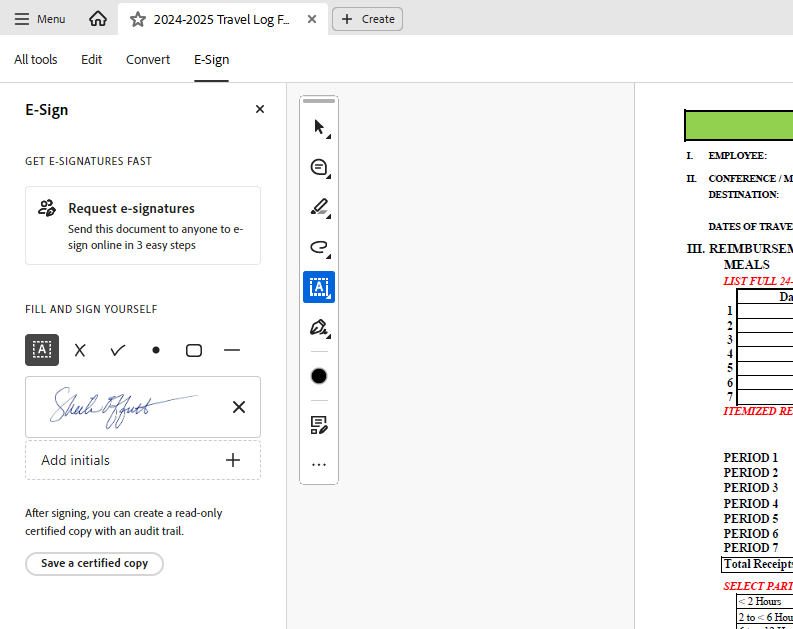 Menu
2024-2025 Travel Log F...
Create
All tools
Edit
Convert
E-Sign
E-Sign
GET E-SIGNATURES FAST
Request e-signatures
Send this document to anyone to e-
sign online in 3 easy steps
FILL AND SIGN YOURSELF
A
Add initials
After signing, you can create a read-only
certified copy with an audit trail.
Save a certified copy
A
I. EMPLOYEE:
II. CONFERENCE / M
DESTINATION:
DATES OF TRAVE
III. REIMBURSEM
MEALS
LIST FULL 24-
Da
1
2
3
4
5
6
7
ITEMIZED RE
PERIOD 1
PERIOD 2
PERIOD 3
PERIOD 4
PERIOD 5
PERIOD 6
PERIOD 7
Total Receipts
SELECT PART
< 2 Hours
2 to < 6 Hou